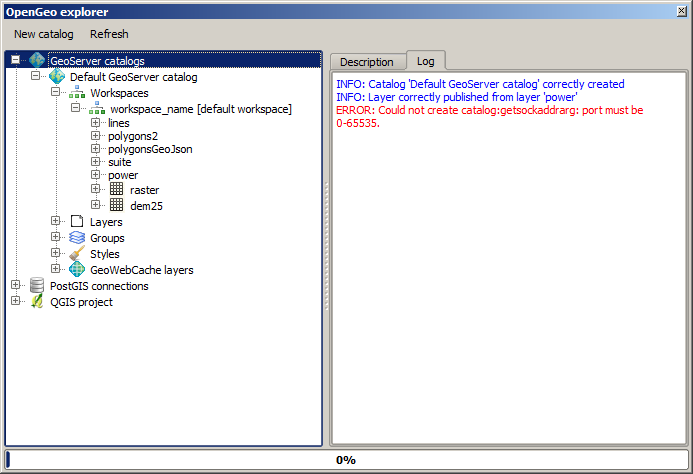 OpenGeo explorer
New catalog Refresh
GeoServer catalogs
Default GeoServer catalog
Workspaces
workspace_name [default workspace]
lines
polygons2
polygonsGeoJson
suite
power
raster
dem25
Layers
Groups
Styles
GeoWebCache layers
PostGIS connections
QGIS project
Description Log
INFO: Catalog 'Default GeoServer catalog' correctly created
INFO: Layer correctly published from layer 'power'
ERROR: Could not create catalog:getsockaddrarg: port must be
0-65535.
0%